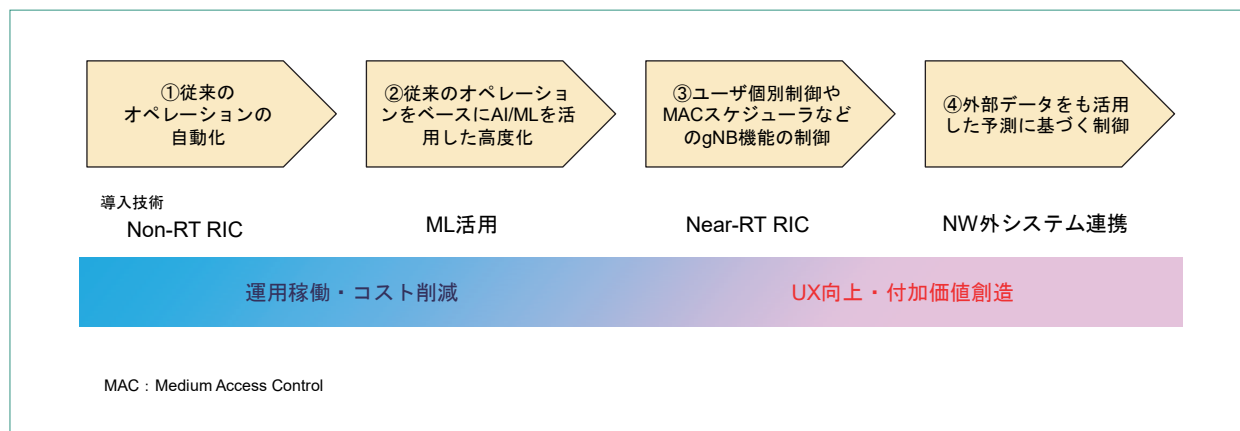 ①従来の
オペレーションの
自動化
②従来のオペレーショ
ンをベースにAI/MLを活
用した高度化
③ユーザ個別制御や
MACスケジューラなど
のgNB機能の制御
④外部データをも活用
した予測に基づく制御
導入技術
Non-RT RIC
ML活用
Near-RT RIC
NW外システム連携
運用稼働・コスト削減
UX向上・付加価値創造
MAC：Medium Access Control